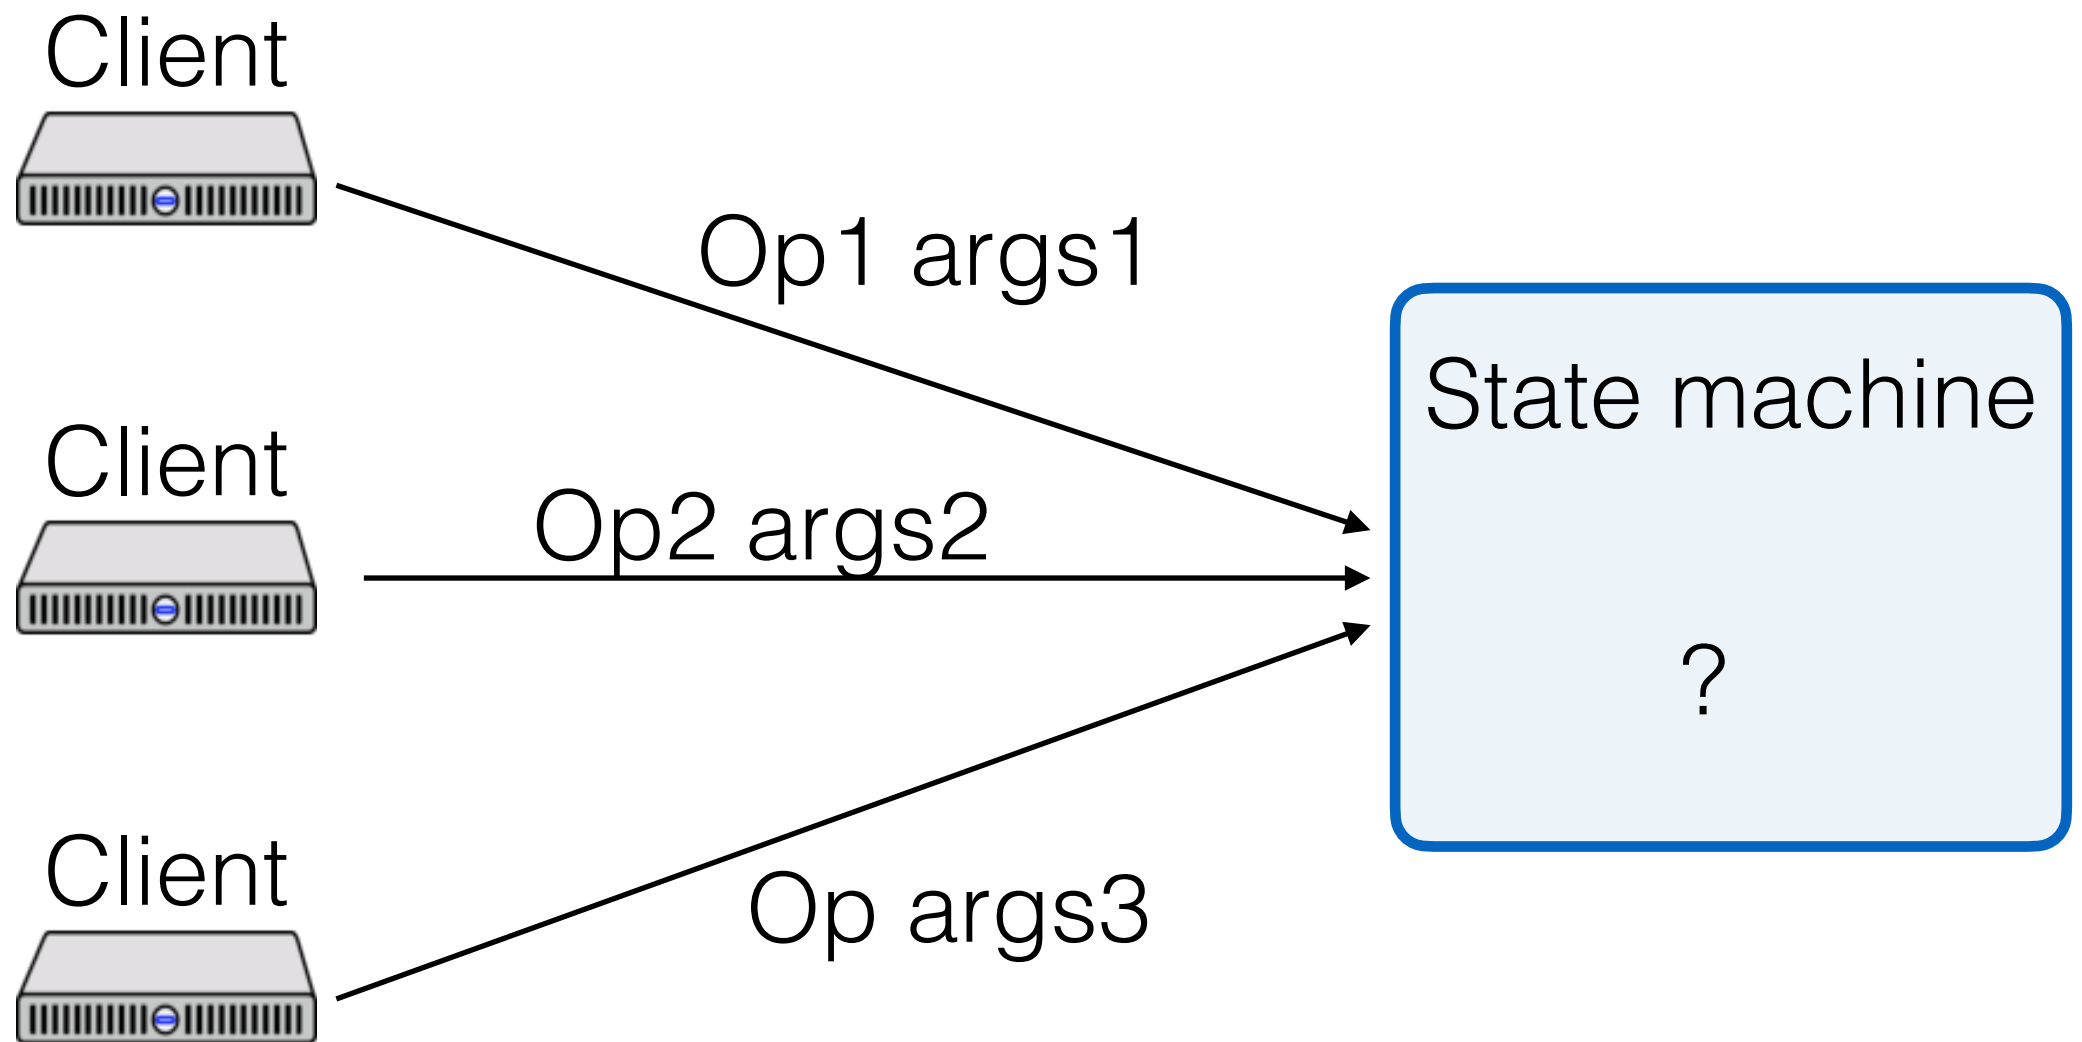 Client
Op1 args1
State machine
Client
Op2 args2
?
Client
Op args3